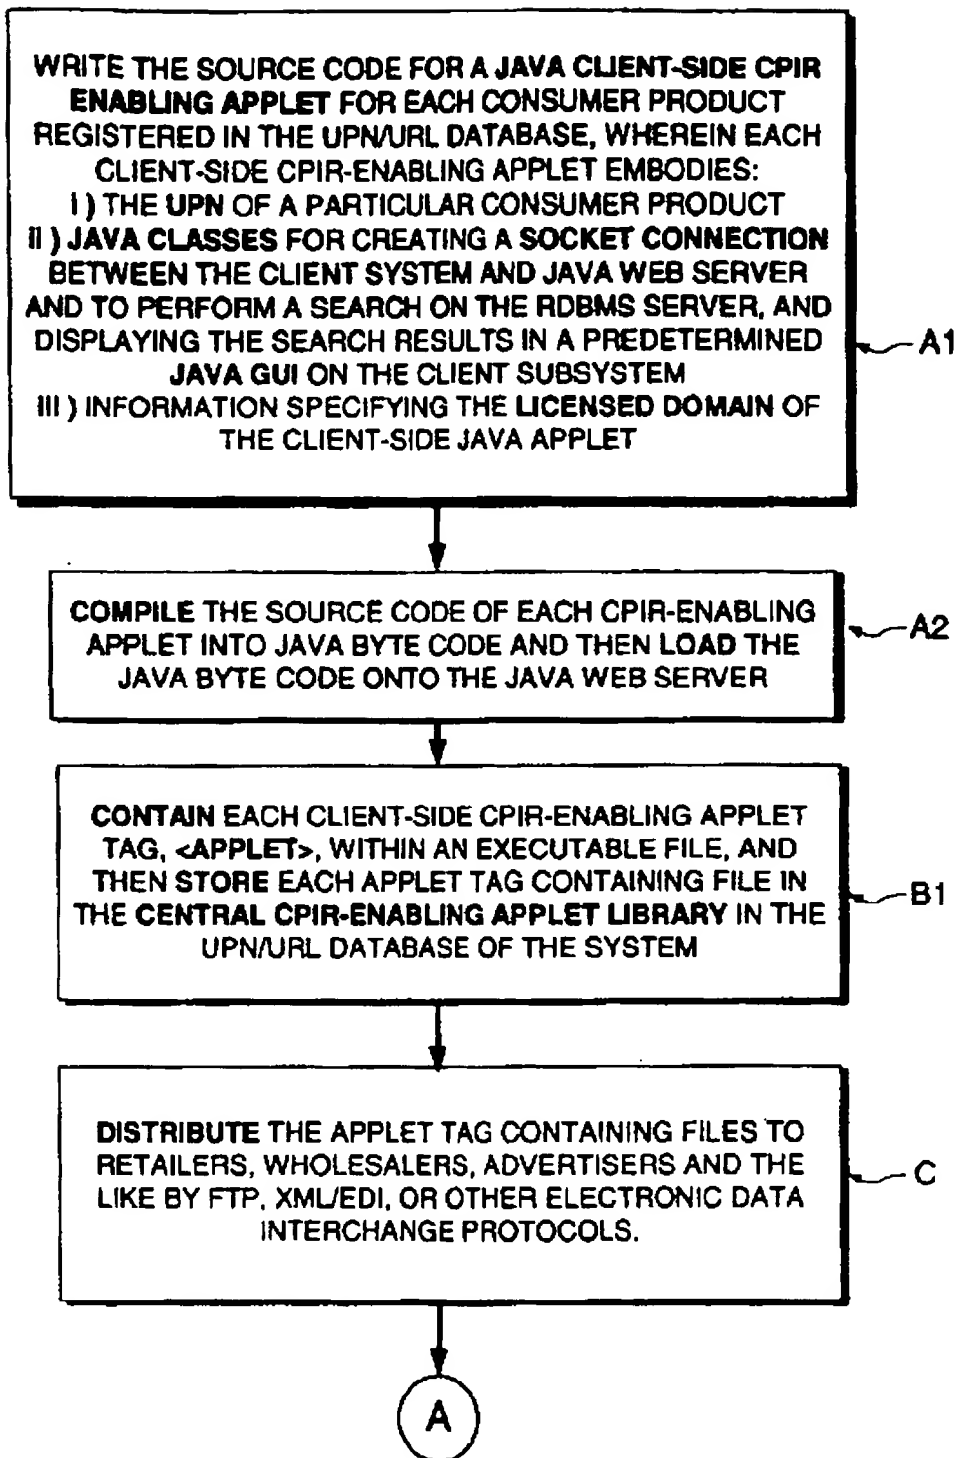 WRITE THE SOURCE CODE FOR A JAVA CLIENT-SIDE CPIR
ENABLING APPLET FOR EACH CONSUMER PRODUCT
REGISTERED IN THE UPN/URL DATABASE, WHEREIN EACH
CLIENT-SIDE CPIR-ENABLING APPLET EMBODIES:
I ) THE UPN OF A PARTICULAR CONSUMER PRODUCT
II ) JAVA CLASSES FOR CREATING A SOCKET CONNECTION
BETWEEN THE CLIENT SYSTEM AND JAVA WEB SERVER
AND TO PERFORM A SEARCH ON THE RDBMS SERVER, AND
DISPLAYING THE SEARCH RESULTS IN A PREDETERMINED
JAVA GUI ON THE CLIENT SUBSYSTEM
III ) INFORMATION SPECIFYING THE LICENSED DOMAIN OF
THE CLIENT-SIDE JAVA APPLET
A1
COMPILE THE SOURCE CODE OF EACH CPIR-ENABLING
APPLET INTO JAVA BYTE CODE AND THEN LOAD THE
JAVA BYTE CODE ONTO THE JAVA WEB SERVER
A2
CONTAIN EACH CLIENT-SIDE CPIR-ENABLING APPLET
TAG, <APPLET>, WITHIN AN EXECUTABLE FILE, AND
THEN STORE EACH APPLET TAG CONTAINING FILE IN
THE CENTRAL CPIR-ENABLING APPLET LIBRARY IN THE
UPN/URL DATABASE OF THE SYSTEM
B1
DISTRIBUTE THE APPLET TAG CONTAINING FILES TO
RETAILERS, WHOLESALERS, ADVERTISERS AND THE
LIKE BY FTP, XML/EDI, OR OTHER ELECTRONIC DATA
INTERCHANGE PROTOCOLS.
C
A